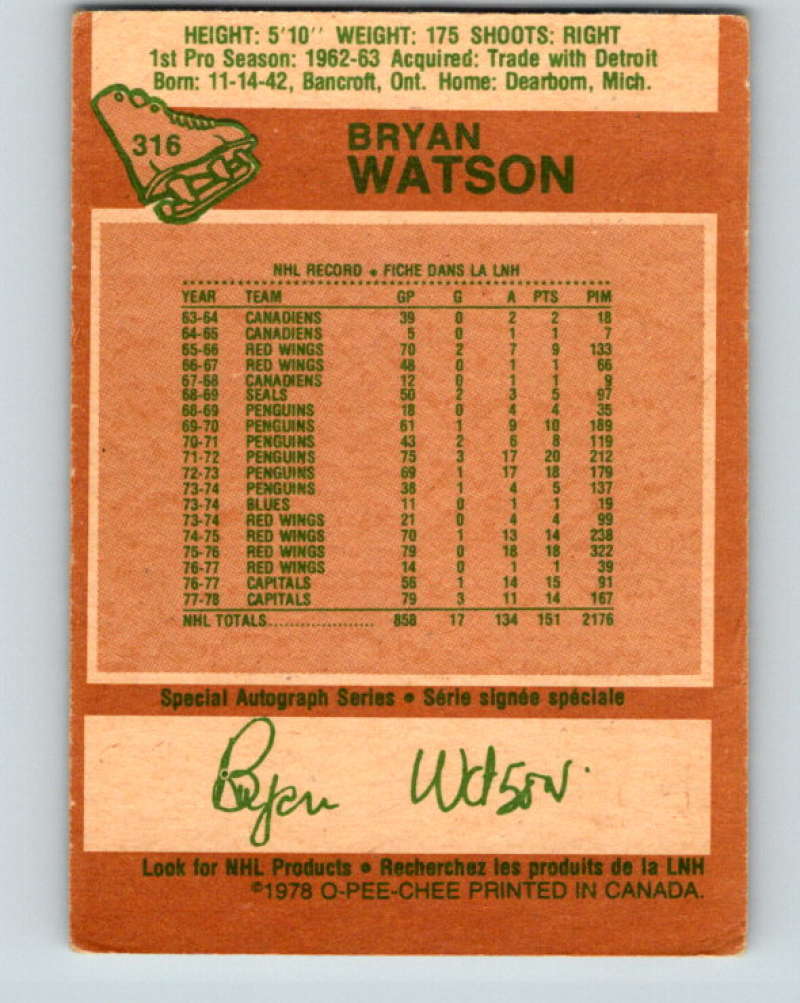 HEIGHT: 5'10'' WEIGHT: 175 SHOOTS: RIGHT
1st Pro Season: 1962-63 Acquired: Trade with Detroit
Born: 11-14-42, Bancroft, Ont. Home: Dearborn, Mich.
316
BRYAN
WATSON
NHL RECORD • FICHE DANS LA LNH
YEAR TEAM GP G A PTS PIM
63-64 CANADIENS 39 0 2 2 18
64-65 CANADIENS 5 0 1 1 7
65-66 RED WINGS 70 2 7 9 133
66-67 RED WINGS 48 0 1 1 66
67-68 CANADIENS 12 0 1 1 9
68-69 SEALS 50 2 3 5 97
68-69 PENGUINS 18 0 4 4 35
69-70 PENGUINS 61 1 9 10 189
70-71 PENGUINS 43 2 6 8 119
71-72 PENGUINS 75 3 17 20 212
72-73 PENGUINS 69 1 17 18 179
73-74 PENGUINS 38 1 4 5 137
73-74 BLUES 11 0 1 1 19
73-74 RED WINGS 21 0 4 4 99
74-75 RED WINGS 70 1 13 14 238
75-76 RED WINGS 79 0 18 18 322
76-77 RED WINGS 14 0 1 1 39
76-77 CAPITALS 56 1 14 15 91
77-78 CAPITALS 79 3 11 14 167
NHL TOTALS.................... 858 17 134 151 2176
Special Autograph Series • Série signée spéciale
Bryan Watson
Look for NHL Products • Recherchez les produits de la LNH
©1978 O-PEE-CHEE PRINTED IN CANADA.